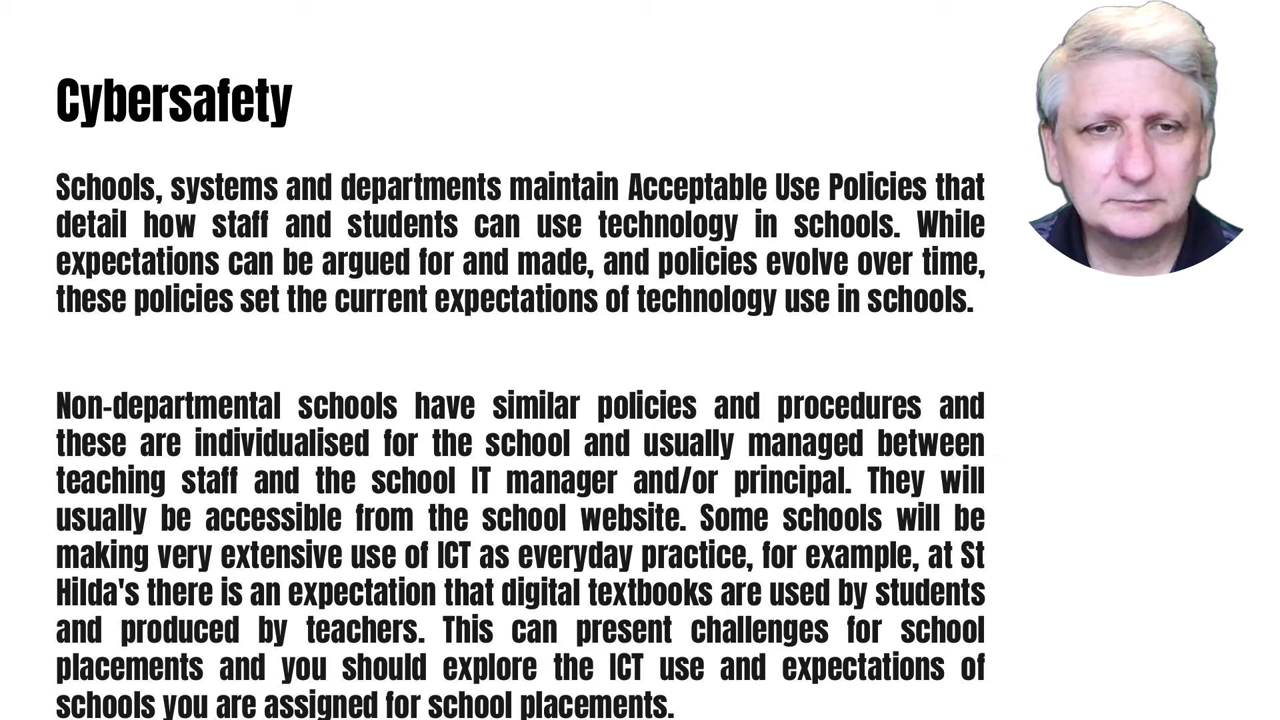 Cybersafety
Schools, systems and departments maintain Acceptable Use Policies that
detail how staff and students can use technology in schools. While
expectations can be argued for and made, and policies evolve over time,
these policies set the current expectations of technology use in schools.
Non-departmental schools have similar policies and procedures and
these are individualised for the school and usually managed between
teaching staff and the school IT manager and/or principal. They will
usually be accessible from the school website. Some schools will be
making very extensive use of ICT as everyday practice, for example, at St
Hilda's there is an expectation that digital textbooks are used by students
and produced by teachers. This can present challenges for school
placements and you should explore the ICT use and expectations of
schools you are assigned for school placements.